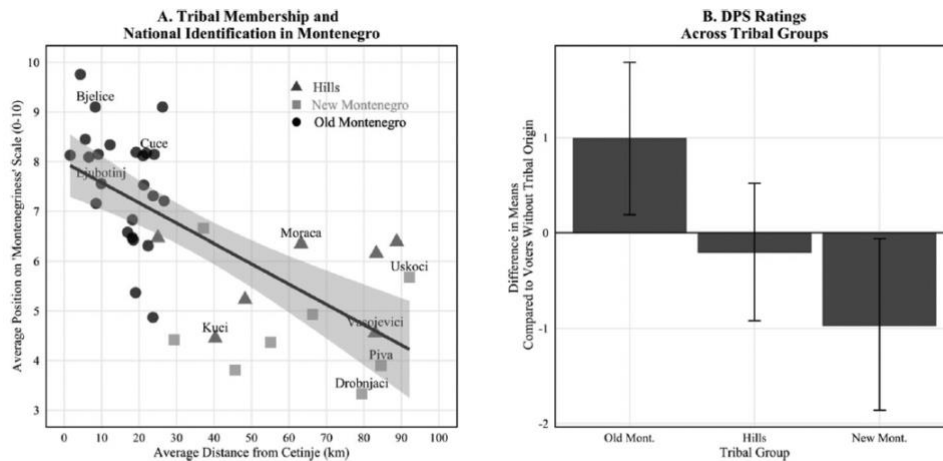 A. Tribal Membership and
National Identification in Montenegro
Average Position on 'Montenegriness' Scale (0-10)
10
9
8
7
6
5
4
3
Hills
New Montenegro
Old Montenegro
Bjelice
Cuce
Ljubotinj
Moraca
Uskoci
Kuci
Vasojevici
Piva
Drobnjaci
0 10 20 30 40 50 60 70 80 90 100
Average Distance from Cetinje (km)
B. DPS Ratings
Across Tribal Groups
Difference in Means
Compared to Voters Without Tribal Origin
1
0
-1
-2
Old Mont. Hills New Mont.
Tribal Group